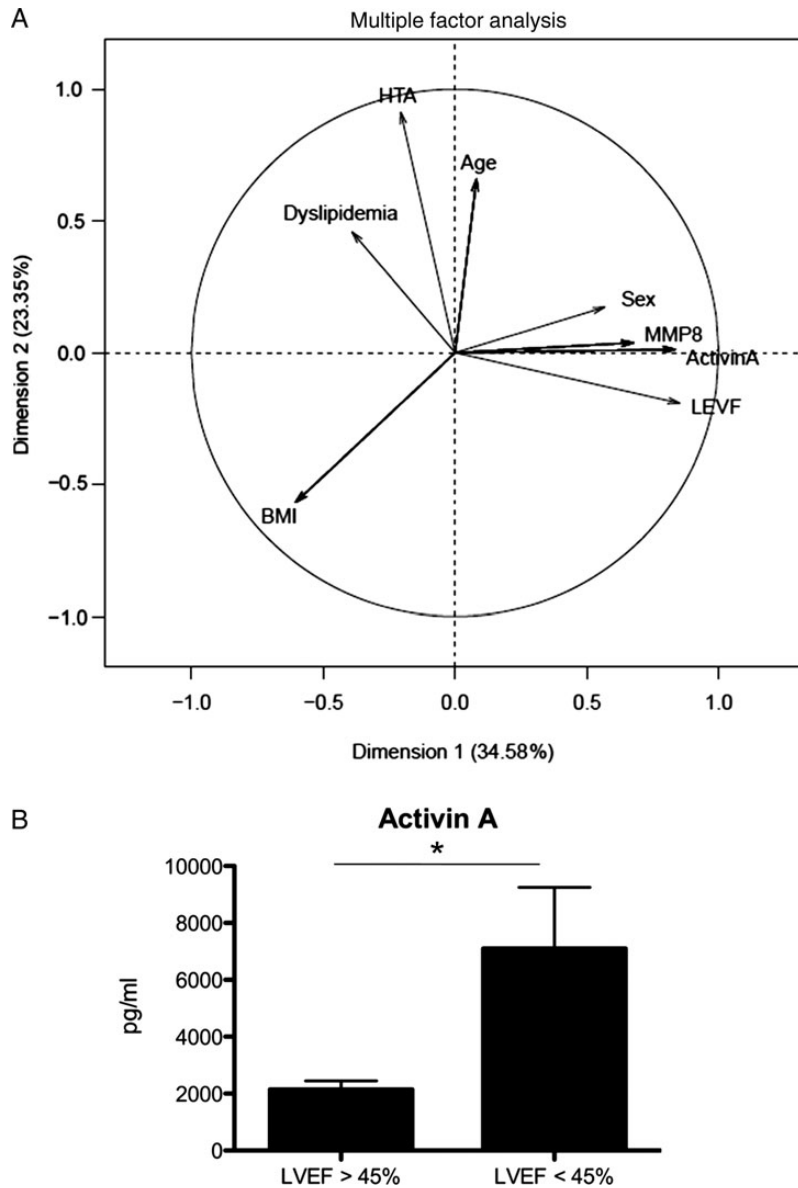 A
Multiple factor analysis
1.0
0.5
0.0
−0.5
−1.0
Dimension 2 (23.35%)
HTA
Age
Dyslipidemia
Sex
MMP8
ActivinA
LEVF
BMI
−1.0 −0.5 0.0 0.5 1.0
Dimension 1 (34.58%)
B
Activin A
*
10000
8000
6000
4000
2000
0
pg/ml
LVEF > 45% LVEF < 45%